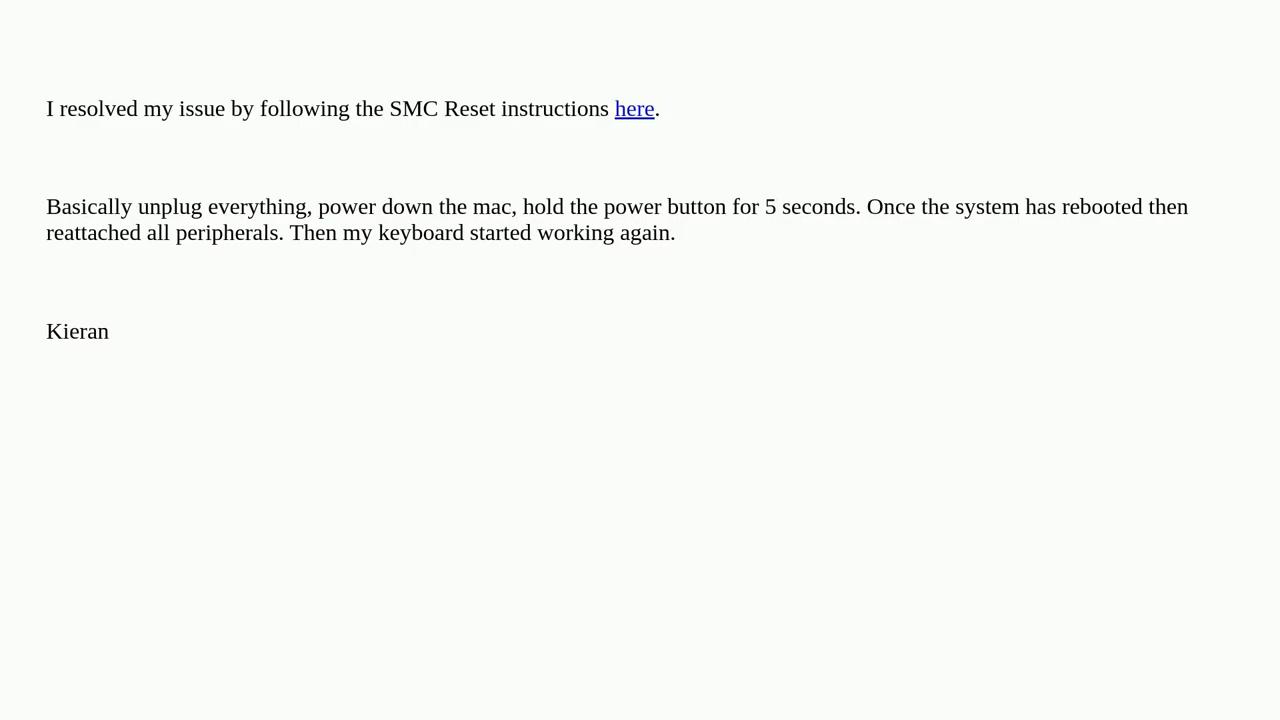 I resolved my issue by following the SMC Reset instructions here.
Basically unplug everything, power down the mac, hold the power button for 5 seconds. Once the system has rebooted then
reattached all peripherals. Then my keyboard started working again.
Kieran